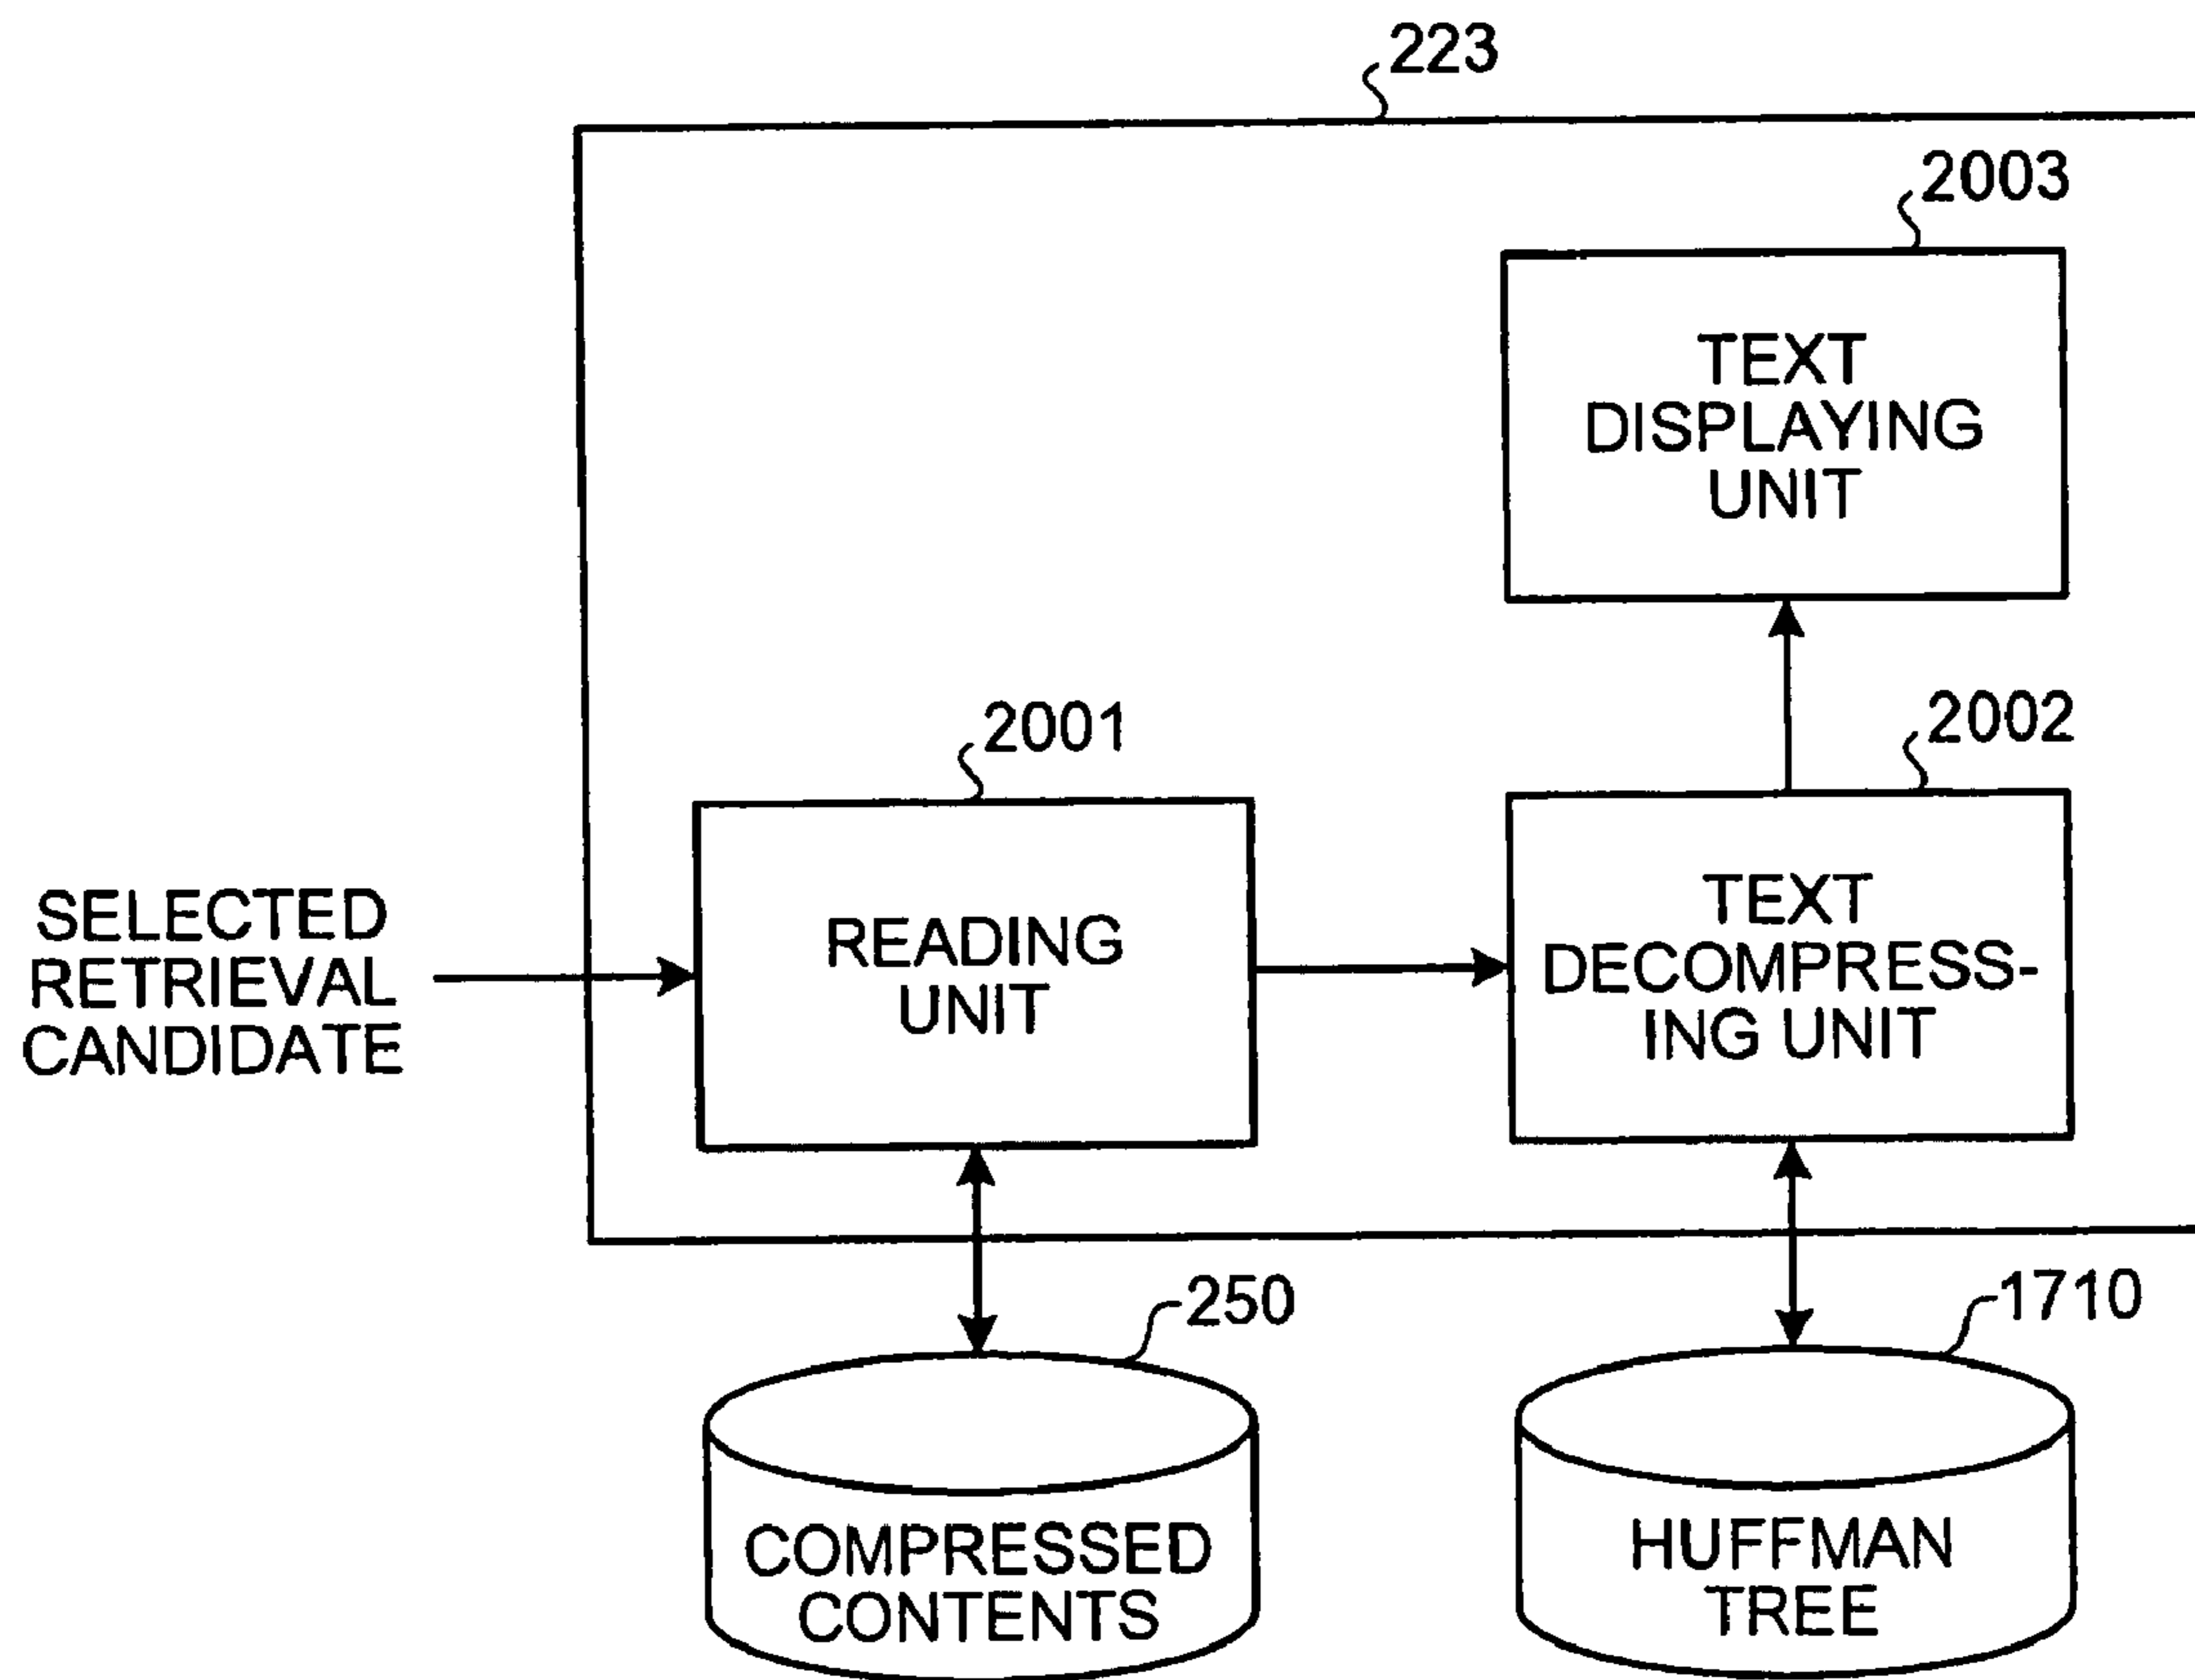 223
2003
TEXT
DISPLAYING
UNIT
2001
2002
SELECTED
RETRIEVAL
CANDIDATE
READING
UNIT
TEXT
DECOMPRESS-
ING UNIT
250
1710
COMPRESSED
CONTENTS
HUFFMAN
TREE